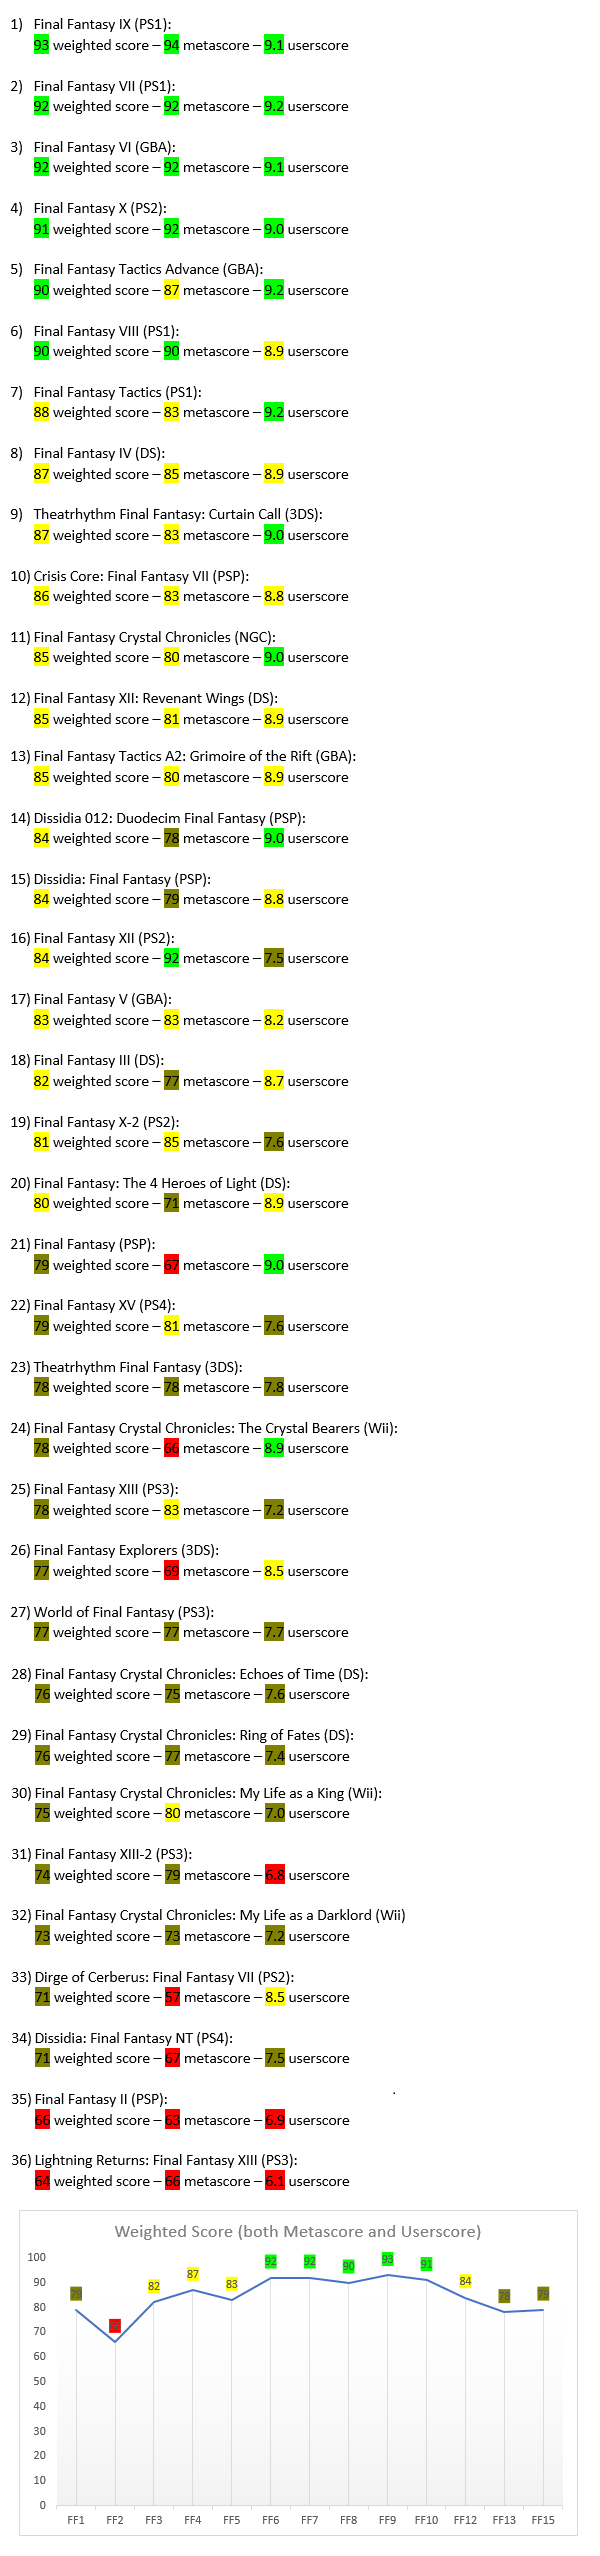 1) Final Fantasy IX (PS1):
93 weighted score – 94 metascore – 9.1 userscore
2) Final Fantasy VII (PS1):
92 weighted score – 92 metascore – 9.2 userscore
3) Final Fantasy VI (GBA):
92 weighted score – 92 metascore – 9.1 userscore
4) Final Fantasy X (PS2):
91 weighted score – 92 metascore – 9.0 userscore
5) Final Fantasy Tactics Advance (GBA):
90 weighted score – 87 metascore – 9.2 userscore
6) Final Fantasy VIII (PS1):
90 weighted score – 90 metascore – 8.9 userscore
7) Final Fantasy Tactics (PS1):
88 weighted score – 83 metascore – 9.2 userscore
8) Final Fantasy IV (DS):
87 weighted score – 85 metascore – 8.9 userscore
9) Theatrhythm Final Fantasy: Curtain Call (3DS):
87 weighted score – 83 metascore – 9.0 userscore
10) Crisis Core: Final Fantasy VII (PSP):
86 weighted score – 83 metascore – 8.8 userscore
11) Final Fantasy Crystal Chronicles (NGC):
85 weighted score – 80 metascore – 9.0 userscore
12) Final Fantasy XII: Revenant Wings (DS):
85 weighted score – 81 metascore – 8.9 userscore
13) Final Fantasy Tactics A2: Grimoire of the Rift (GBA):
85 weighted score – 80 metascore – 8.9 userscore
14) Dissidia 012: Duodecim Final Fantasy (PSP):
84 weighted score – 78 metascore – 9.0 userscore
15) Dissidia: Final Fantasy (PSP):
84 weighted score – 79 metascore – 8.8 userscore
16) Final Fantasy XII (PS2):
84 weighted score – 92 metascore – 7.5 userscore
17) Final Fantasy V (GBA):
83 weighted score – 83 metascore – 8.2 userscore
18) Final Fantasy III (DS):
82 weighted score – 77 metascore – 8.7 userscore
19) Final Fantasy X-2 (PS2):
81 weighted score – 85 metascore – 7.6 userscore
20) Final Fantasy: The 4 Heroes of Light (DS):
80 weighted score – 71 metascore – 8.9 userscore
21) Final Fantasy (PSP):
79 weighted score – 67 metascore – 9.0 userscore
22) Final Fantasy XV (PS4):
79 weighted score – 81 metascore – 7.6 userscore
23) Theatrhythm Final Fantasy (3DS):
78 weighted score – 78 metascore – 7.8 userscore
24) Final Fantasy Crystal Chronicles: The Crystal Bearers (Wii):
78 weighted score – 66 metascore – 8.9 userscore
25) Final Fantasy XIII (PS3):
78 weighted score – 83 metascore – 7.2 userscore
26) Final Fantasy Explorers (3DS):
77 weighted score – 69 metascore – 8.5 userscore
27) World of Final Fantasy (PS3):
77 weighted score – 77 metascore – 7.7 userscore
28) Final Fantasy Crystal Chronicles: Echoes of Time (DS):
76 weighted score – 75 metascore – 7.6 userscore
29) Final Fantasy Crystal Chronicles: Ring of Fates (DS):
76 weighted score – 77 metascore – 7.4 userscore
30) Final Fantasy Crystal Chronicles: My Life as a King (Wii):
75 weighted score – 80 metascore – 7.0 userscore
31) Final Fantasy XIII-2 (PS3):
74 weighted score – 79 metascore – 6.8 userscore
32) Final Fantasy Crystal Chronicles: My Life as a Darklord (Wii)
73 weighted score – 73 metascore – 7.2 userscore
33) Dirge of Cerberus: Final Fantasy VII (PS2):
71 weighted score – 57 metascore – 8.5 userscore
34) Dissidia: Final Fantasy NT (PS4):
71 weighted score – 67 metascore – 7.5 userscore
35) Final Fantasy II (PSP):
66 weighted score – 63 metascore – 6.9 userscore
36) Lightning Returns: Final Fantasy XIII (PS3):
64 weighted score – 66 metascore – 6.1 userscore
Weighted Score (both Metascore and Userscore)
100
90
80
70
60
50
40
30
20
10
0
82 87 83 92 92 90 93 91 84
FF1 FF2 FF3 FF4 FF5 FF6 FF7 FF8 FF9 FF10 FF12 FF13 FF15